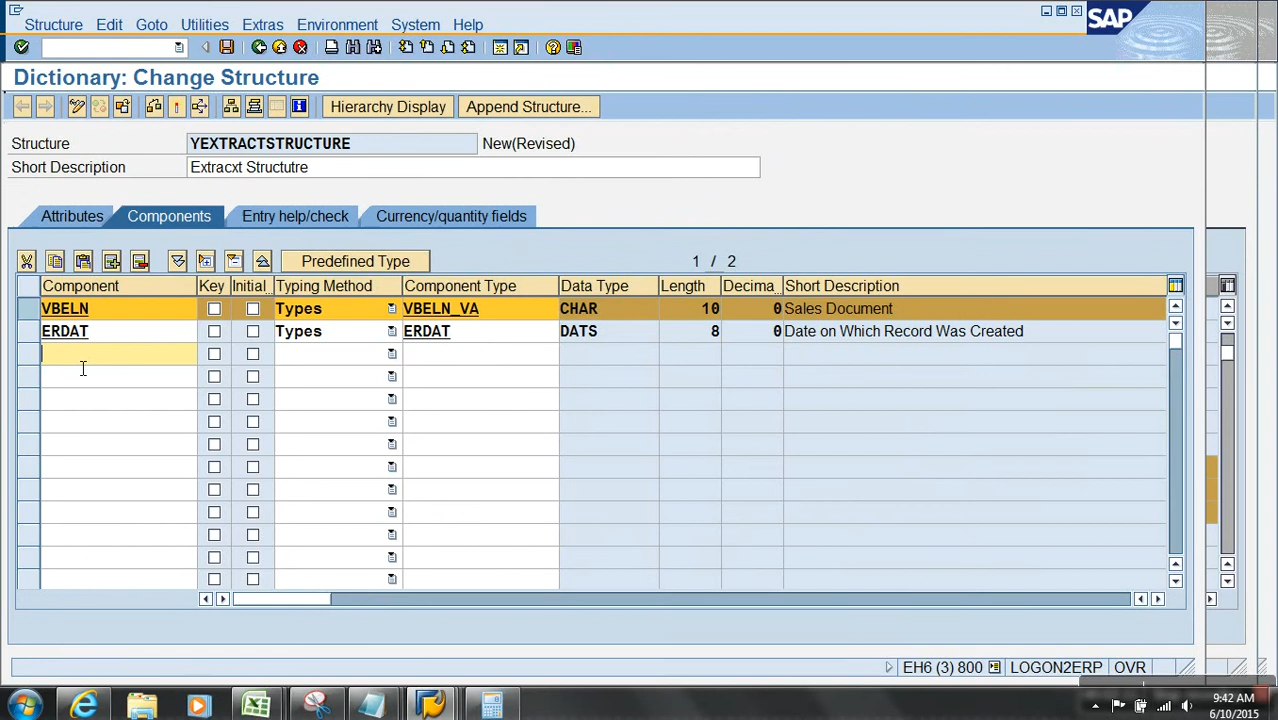 Structure Edit Goto Utilities Extras Environment System Help
SAP
Dictionary: Change Structure
Hierarchy Display Append Structure...
Structure YEXTRACTSTRUCTURE New(Revised)
Short Description Extracxt Structutre
Attributes Components Entry help/check Currency/quantity fields
Predefined Type 1 / 2
Component Key Initial... Typing Method Component Type Data Type Length Decima... Short Description
VBELN Types VBELN_VA CHAR 10 0 Sales Document
ERDAT Types ERDAT DATS 8 0 Date on Which Record Was Created
EH6 (3) 800 LOGON2ERP OVR
9:42 AM
6/10/2015